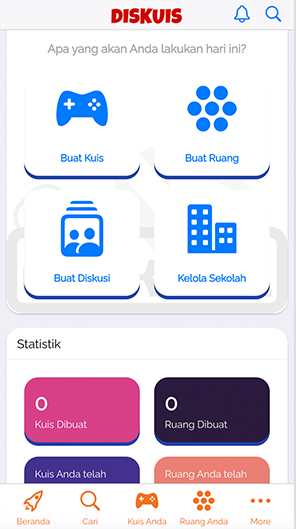 DISKUIS
Apa yang akan Anda lakukan hari ini?
Buat Kuis
Buat Ruang
Buat Diskusi
Kelola Sekolah
Statistik
0
Kuis Dibuat
0
Ruang Dibuat
Kuis Anda telah
Ruang Anda telah
Beranda
Cari
Kuis Anda
Ruang Anda
More